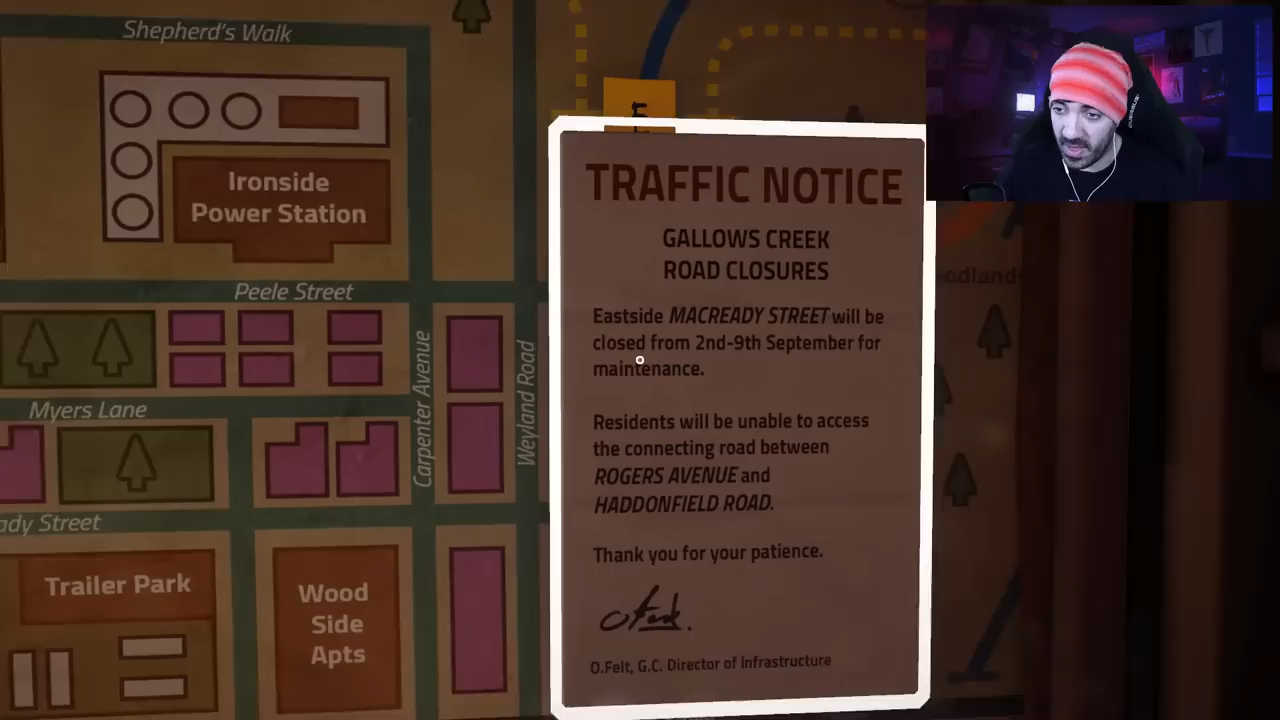 Shepherd's Walk
Ironside
Power Station
Peele Street
Myers Lane
Carpenter Avenue
Weyland Road
ady Street
Trailer Park
Wood
Side
Apts
TRAFFIC NOTICE
GALLOWS CREEK
ROAD CLOSURES
Eastside MACREADY STREET will be
closed from 2nd-9th September for
maintenance.
Residents will be unable to access
the connecting road between
ROGERS AVENUE and
HADDONFIELD ROAD.
Thank you for your patience.
O.Felt, G.C. Director of Infrastructure
oodlands